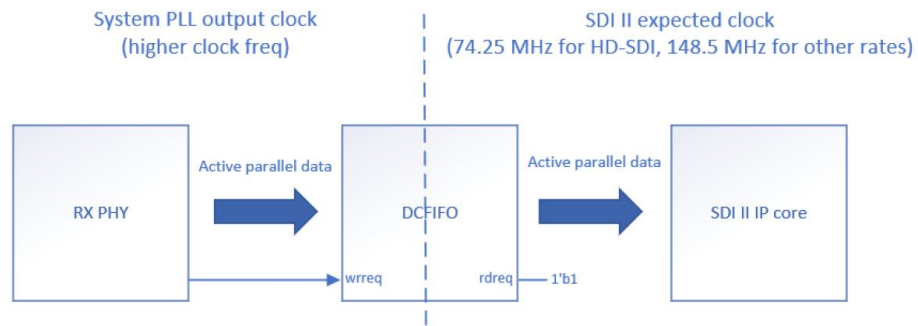 System PLL output clock
(higher clock freq)
SDI II expected clock
(74.25 MHz for HD-SDI, 148.5 MHz for other rates)
RX PHY
Active parallel data
DCFIFO
Active parallel data
SDI II IP core
wrreq
rdreq
1'b1